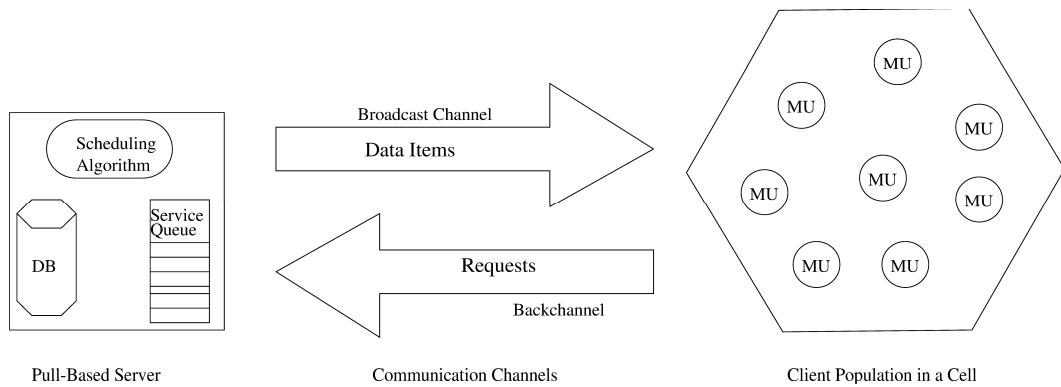 Scheduling
Algorithm
Service
Queue
DB
Broadcast Channel
Data Items
Requests
Backchannel
MU
MU
MU
MU
MU
MU
MU
MU
Pull-Based Server
Communication Channels
Client Population in a Cell